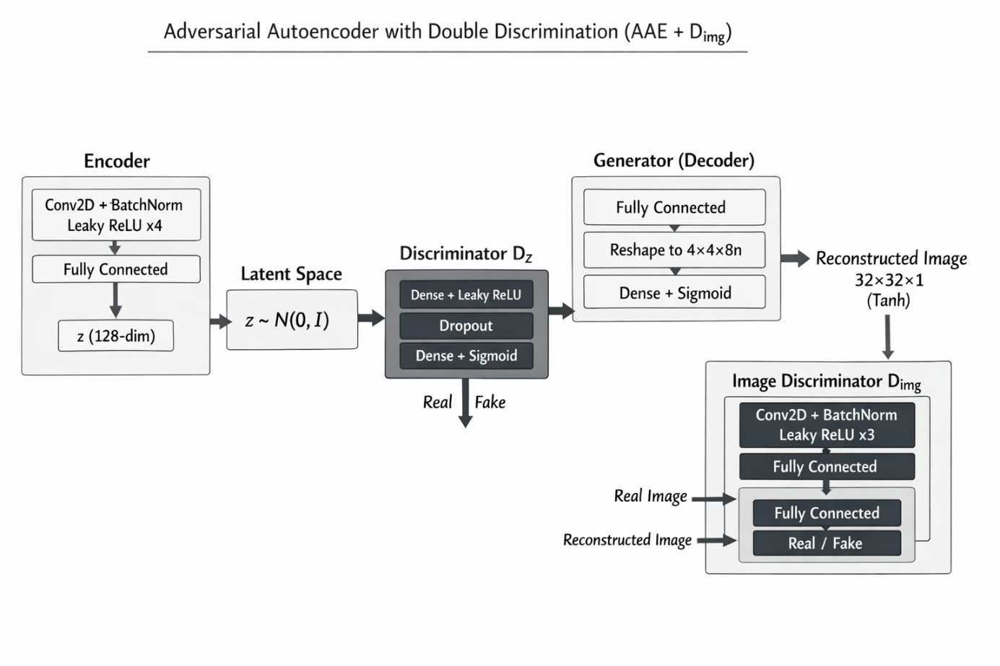 Adversarial Autoencoder with Double Discrimination (AAE + Dimg)
Encoder
Conv2D + BatchNorm
Leaky ReLU x4
Fully Connected
z (128-dim)
Latent Space
z ~ N(0, I)
Discriminator Dz
Dense + Leaky ReLU
Dropout
Dense + Sigmoid
Real
Fake
Generator (Decoder)
Fully Connected
Reshape to 4×4×8n
Dense + Sigmoid
Reconstructed Image
32×32×1
(Tanh)
Image Discriminator Dimg
Conv2D + BatchNorm
Leaky ReLU x3
Fully Connected
Real Image
Fully Connected
Reconstructed Image
Real / Fake